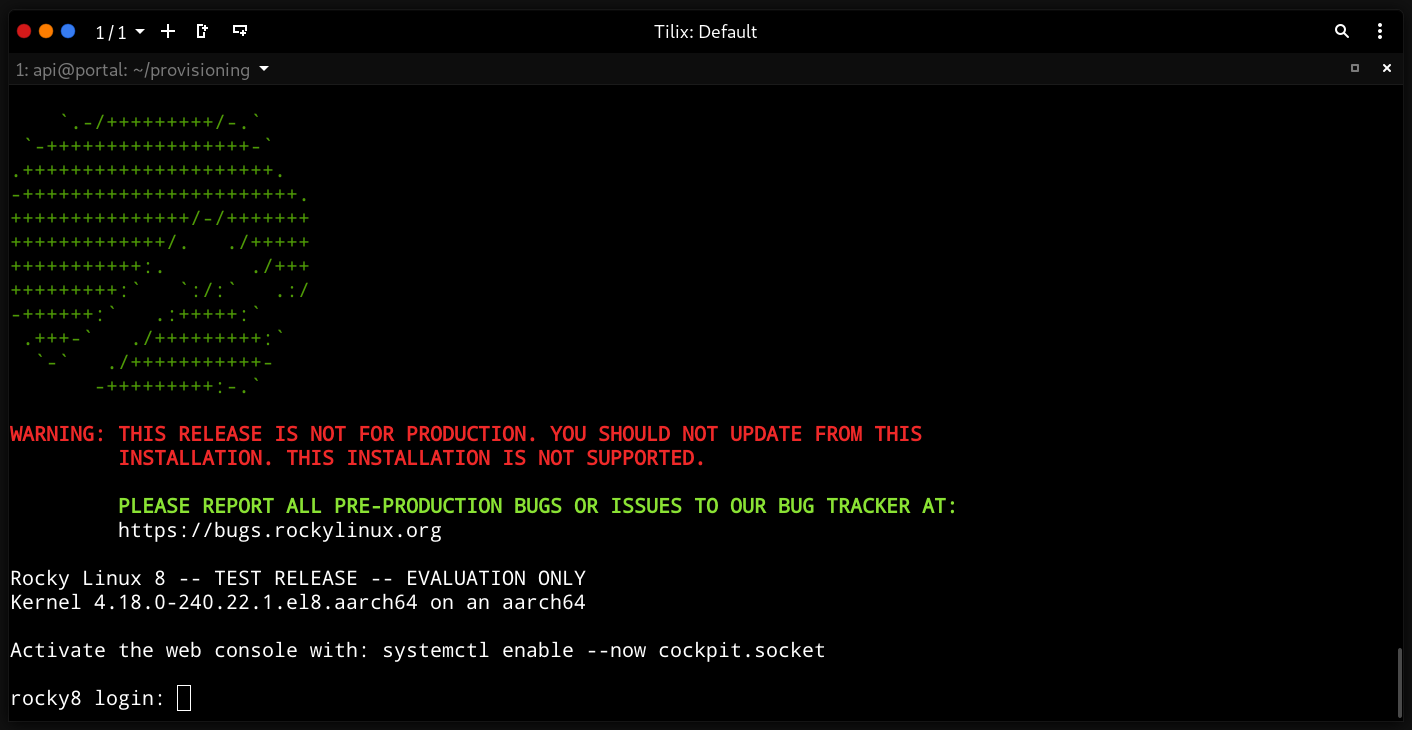 1 / 1
Tilix: Default
1: api@portal: ~/provisioning
    `.-/+++++++++/-.`
 `-+++++++++++++++++-`
.+++++++++++++++++++++.
-+++++++++++++++++++++++.
+++++++++++++++/-/+++++++
+++++++++++++/.   ./+++++
+++++++++++:.       ./+++
+++++++++:`   `:/:`   .:/
-++++++:`   .:+++++:`
 .+++-`   ./+++++++++:`
  `-`   ./+++++++++++-
       -+++++++++:-.`
WARNING: THIS RELEASE IS NOT FOR PRODUCTION. YOU SHOULD NOT UPDATE FROM THIS
         INSTALLATION. THIS INSTALLATION IS NOT SUPPORTED.
         PLEASE REPORT ALL PRE-PRODUCTION BUGS OR ISSUES TO OUR BUG TRACKER AT:
         https://bugs.rockylinux.org
Rocky Linux 8 -- TEST RELEASE -- EVALUATION ONLY
Kernel 4.18.0-240.22.1.el8.aarch64 on an aarch64
Activate the web console with: systemctl enable --now cockpit.socket
rocky8 login: